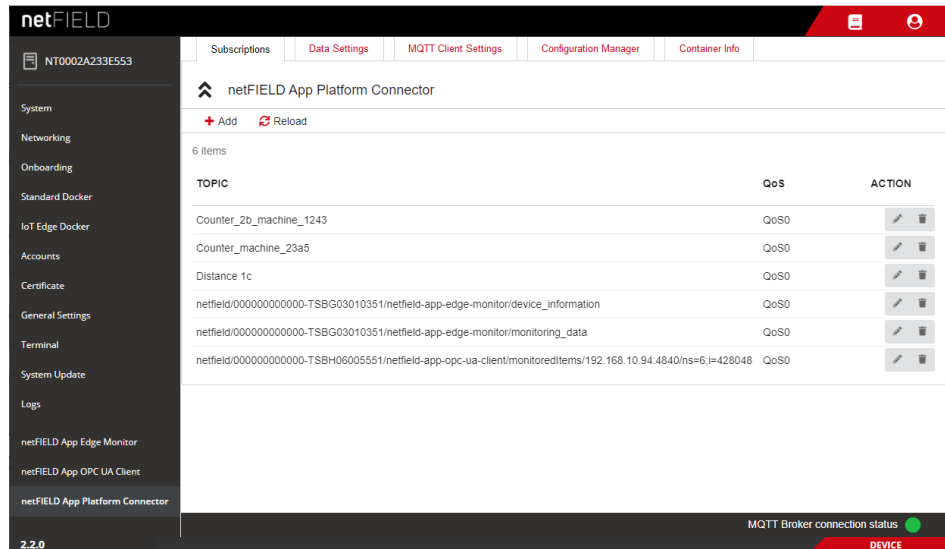 netFIELD
NT0002A233E553
System
Networking
Onboarding
Standard Docker
IoT Edge Docker
Accounts
Certificate
General Settings
Terminal
System Update
Logs
netFIELD App Edge Monitor
netFIELD App OPC UA Client
netFIELD App Platform Connector
2.2.0
Subscriptions Data Settings MQTT Client Settings Configuration Manager Container Info
netFIELD App Platform Connector
Add Reload
6 items
TOPIC QoS ACTION
Counter_2b_machine_1243 QoS0
Counter_machine_23a5 QoS0
Distance 1c QoS0
netfield/000000000000-TSBG03010351/netfield-app-edge-monitor/device_information QoS0
netfield/000000000000-TSBG03010351/netfield-app-edge-monitor/monitoring_data QoS0
netfield/000000000000-TSBH06005551/netfield-app-opc-ua-client/monitoredItems/192.168.10.94:4840/ns=6;i=428048 QoS0
MQTT Broker connection status
DEVICE